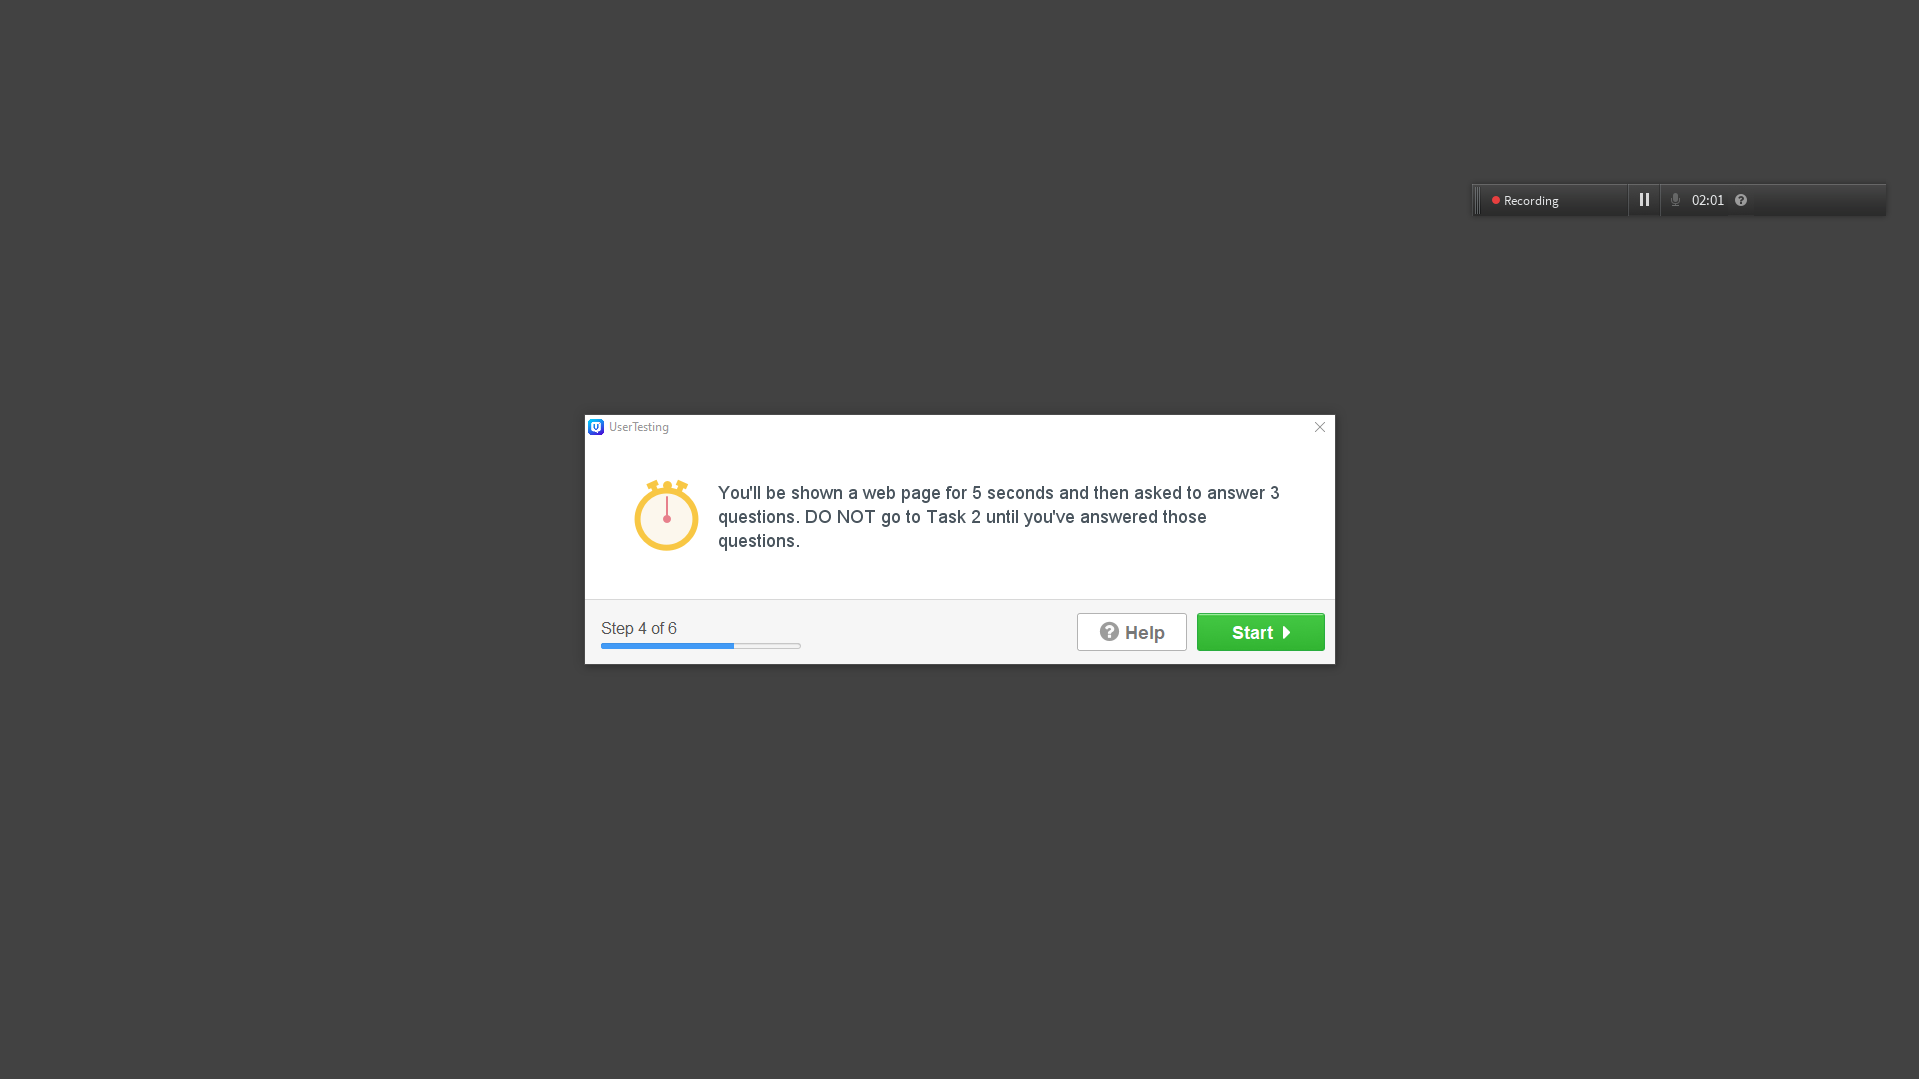 Recording
02:01
UserTesting
You'll be shown a web page for 5 seconds and then asked to answer 3
questions. DO NOT go to Task 2 until you've answered those
questions.
Step 4 of 6
Help
Start